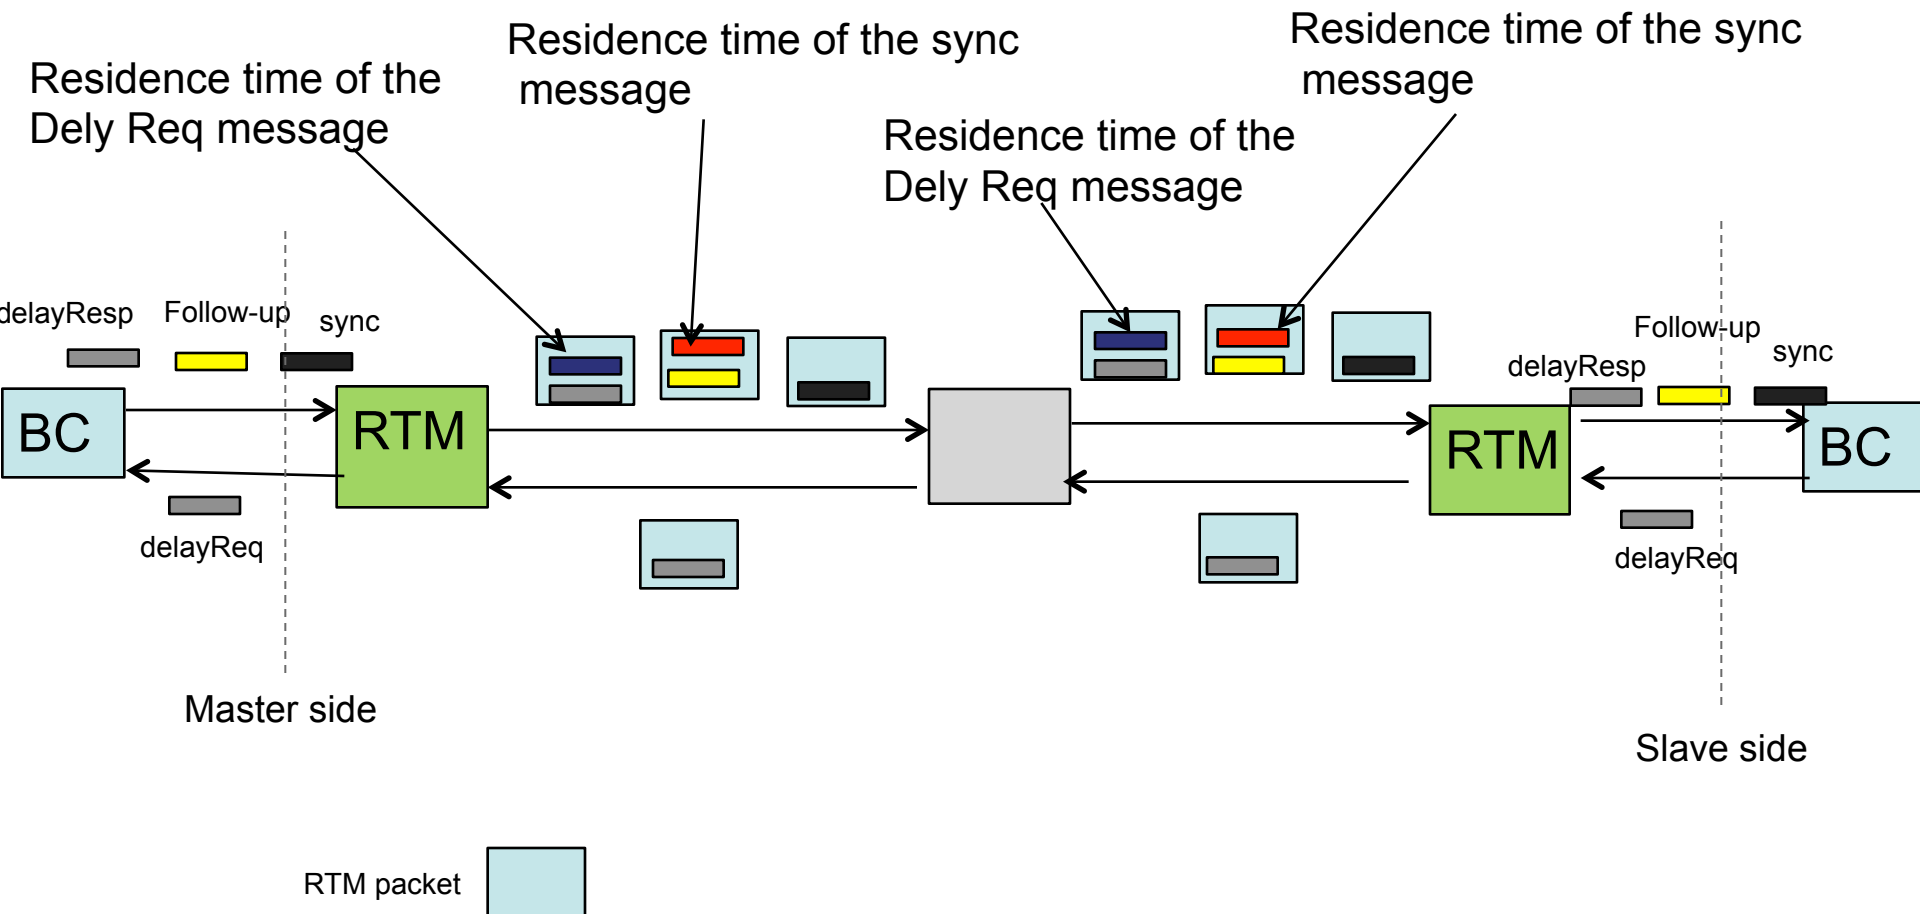 Residence time of the sync
message
Residence time of the sync
message
Residence time of the
Dely Req message
Residence time of the
Dely Req message
delayResp
Follow-up
sync
Follow-up
sync
delayResp
BC
RTM
RTM
BC
delayReq
delayReq
Master side
Slave side
RTM packet